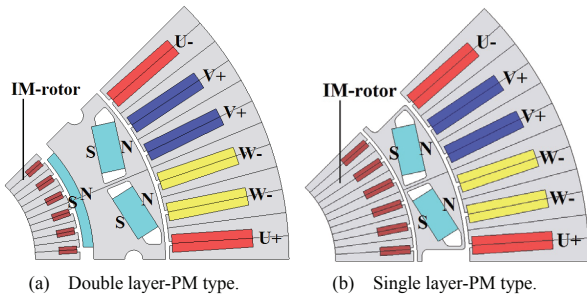 U-
V+
IM-rotor
V+
S
N
W-
S
N
W-
S
N
U+
(a) Double layer-PM type.
U-
V+
IM-rotor
V+
S
N
W-
N
S
W-
U+
(b) Single layer-PM type.